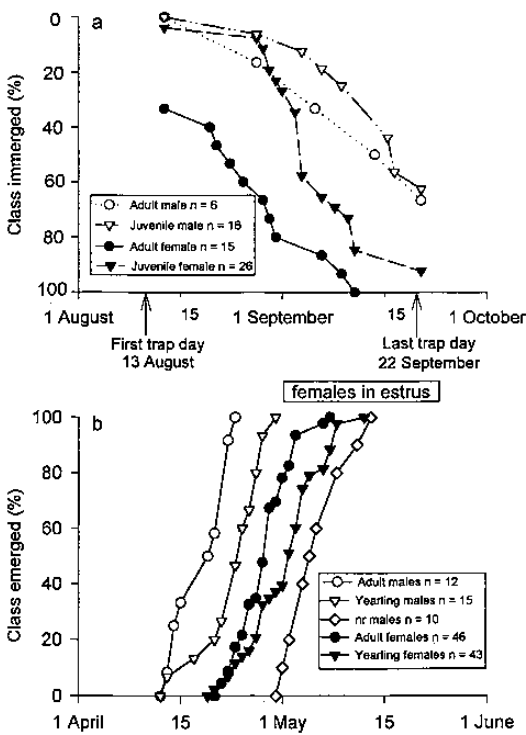 a
0
20
40
60
80
100
Class immerged (%)
Adult male n = 6
Juvenile male n = 18
Adult female n = 15
Juvenile female n = 26
1 August 15 1 September 15 1 October
First trap day
13 August
Last trap day
22 September
females in estrus
b
100
80
60
40
20
0
Class emerged (%)
Adult males n = 12
Yearling males n = 15
nr males n = 10
Adult females n = 46
Yearling females n = 43
1 April 15 1 May 15 1 June